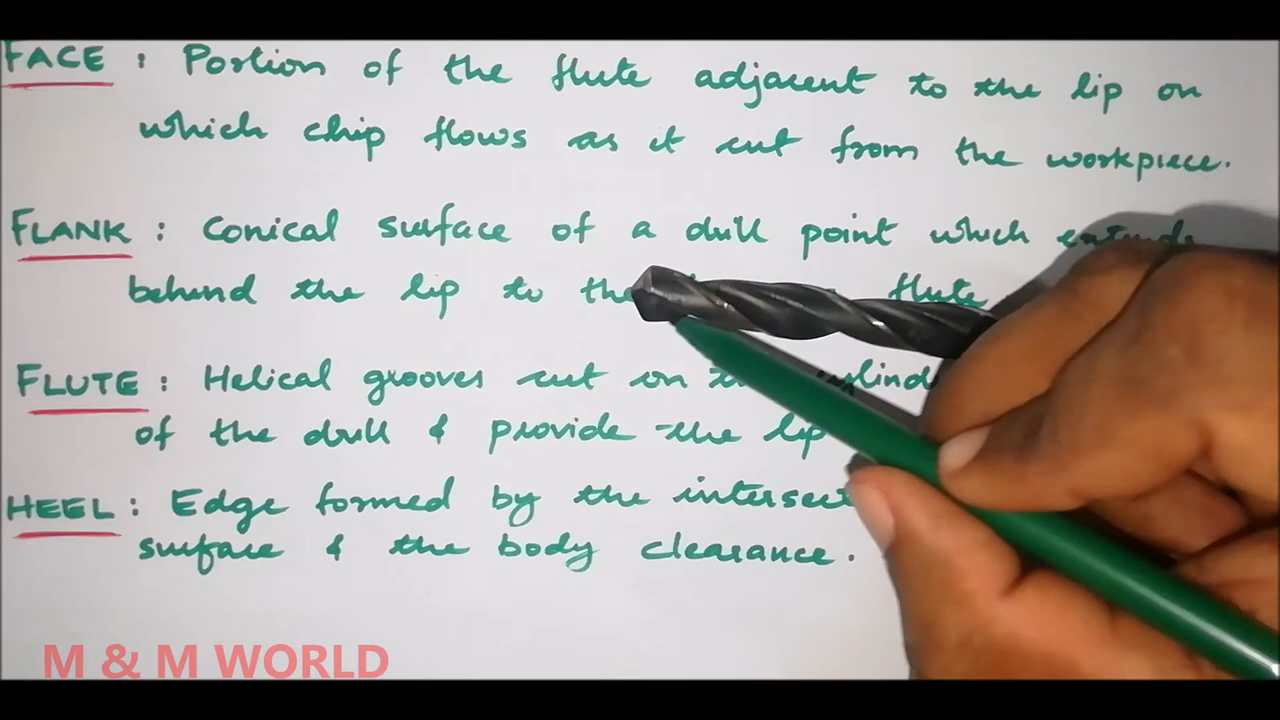 FACE : Portion of the flute adjacent to the lip on
which chip flows as it cut from the workpiece.
FLANK : Conical surface of a drill point which extends
behind the lip to the flute
FLUTE : Helical grooves cut on
of the drill & provide the lip
HEEL : Edge formed by the
surface & the body clearance.
M & M WORLD